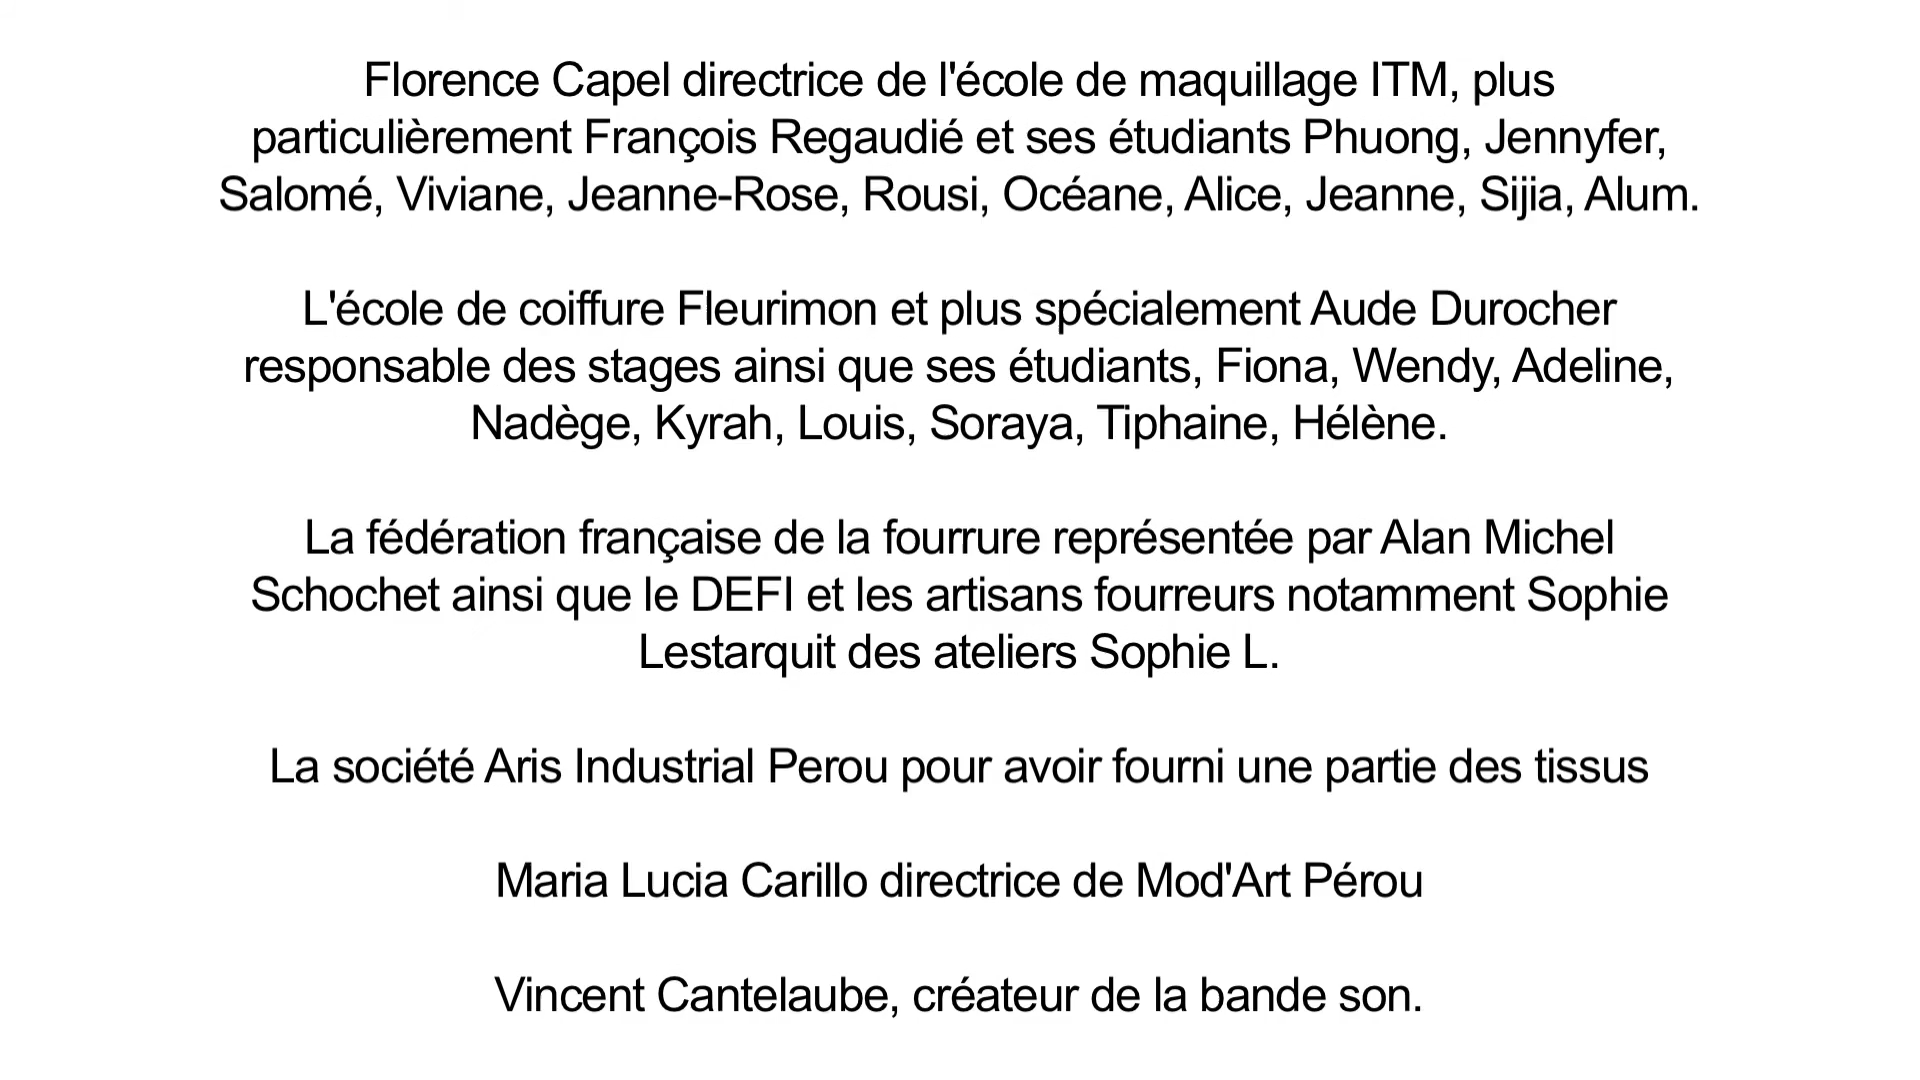 Florence Capel directrice de l'école de maquillage ITM, plus
particulièrement François Regaudié et ses étudiants Phuong, Jennyfer,
Salomé, Viviane, Jeanne-Rose, Rousi, Océane, Alice, Jeanne, Sijia, Alum.
L'école de coiffure Fleurimon et plus spécialement Aude Durocher
responsable des stages ainsi que ses étudiants, Fiona, Wendy, Adeline,
Nadège, Kyrah, Louis, Soraya, Tiphaine, Hélène.
La fédération française de la fourrure représentée par Alan Michel
Schochet ainsi que le DEFI et les artisans fourreurs notamment Sophie
Lestarquit des ateliers Sophie L.
La société Aris Industrial Perou pour avoir fourni une partie des tissus
Maria Lucia Carillo directrice de Mod'Art Pérou
Vincent Cantelaube, créateur de la bande son.